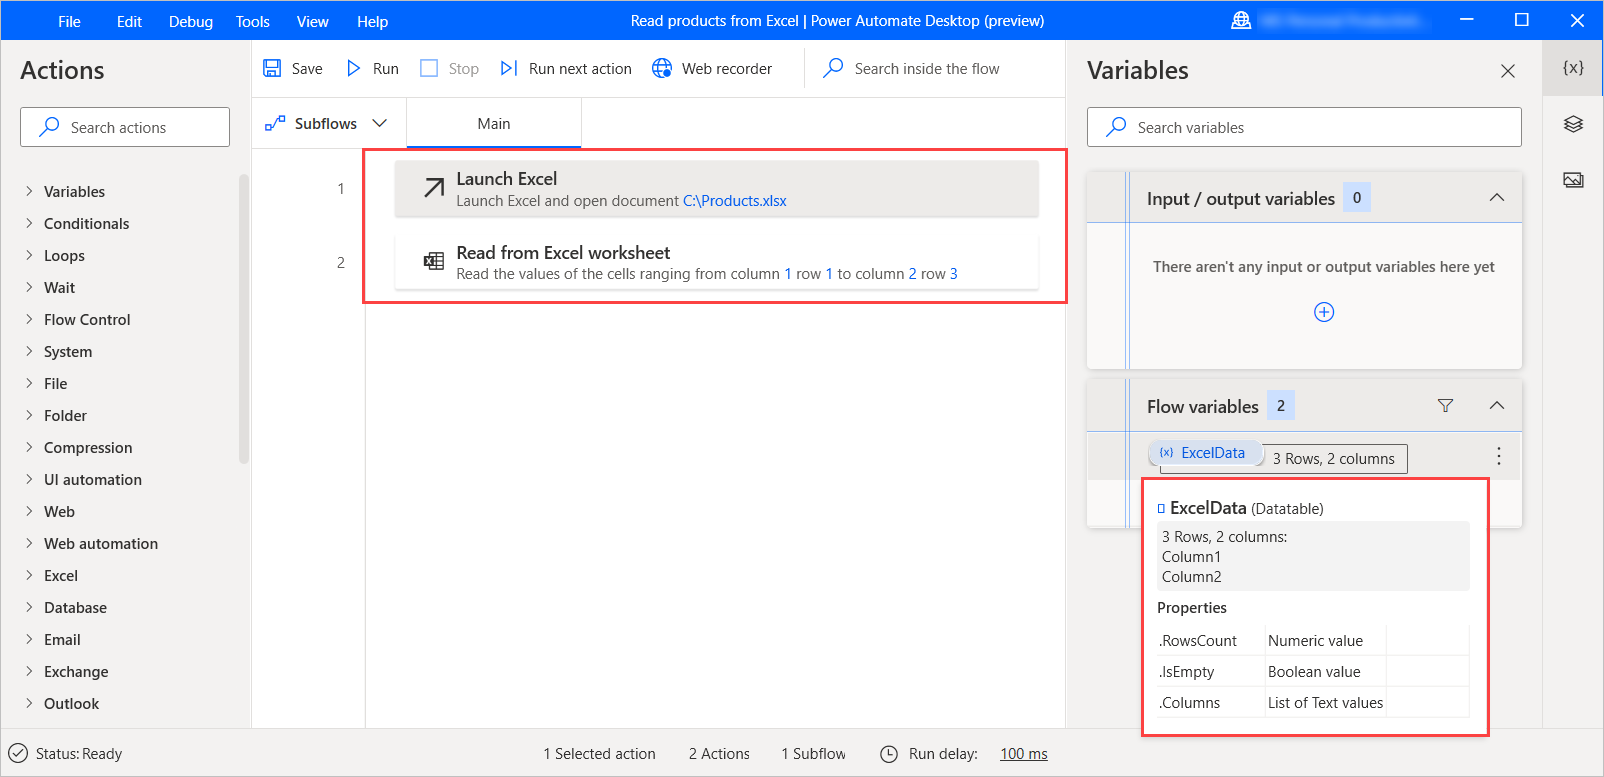 File Edit Debug Tools View Help Read products from Excel | Power Automate Desktop (preview)
Actions
Search actions
Variables
Conditionals
Loops
Wait
Flow Control
System
File
Folder
Compression
UI automation
Web
Web automation
Excel
Database
Email
Exchange
Outlook
Save Run Stop Run next action Web recorder Search inside the flow
Subflows Main
1
Launch Excel
Launch Excel and open document C:\Products.xlsx
2
Read from Excel worksheet
Read the values of the cells ranging from column 1 row 1 to column 2 row 3
Variables
{x}
Search variables
Input / output variables 0
There aren't any input or output variables here yet
Flow variables 2
{x} ExcelData 3 Rows, 2 columns
ExcelData (Datatable)
3 Rows, 2 columns:
Column1
Column2
Properties
.RowsCount Numeric value
.IsEmpty Boolean value
.Columns List of Text values
Status: Ready 1 Selected action 2 Actions 1 Subflow Run delay: 100 ms